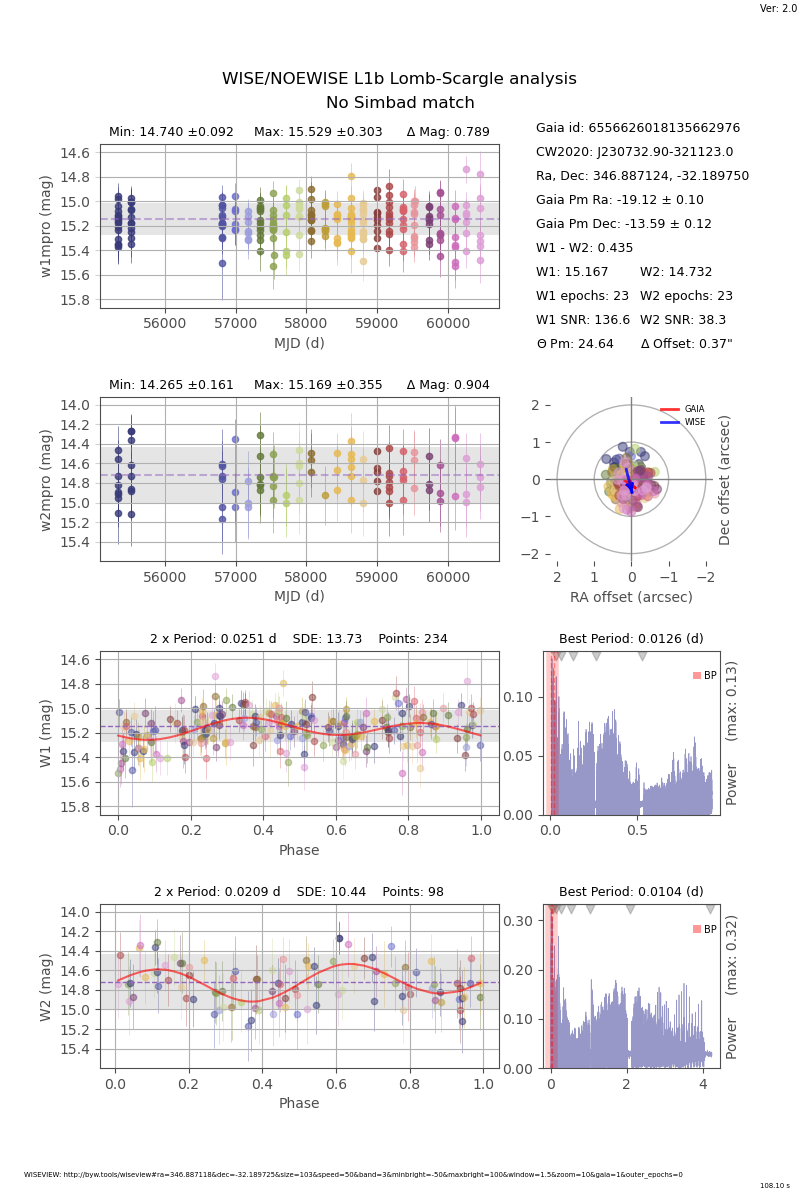 Ver: 2.0
WISE/NOEWISE L1b Lomb-Scargle analysis
No Simbad match
Min: 14.740 ±0.092 Max: 15.529 ±0.303 Δ Mag: 0.789
14.6
14.8
15.0
15.2
15.4
15.6
15.8
w1mpro (mag)
56000 57000 58000 59000 60000
MJD (d)
Gaia id: 6556626018135662976
CW2020: J230732.90-321123.0
Ra, Dec: 346.887124, -32.189750
Gaia Pm Ra: -19.12 ± 0.10
Gaia Pm Dec: -13.59 ± 0.12
W1 - W2: 0.435
W1: 15.167 W2: 14.732
W1 epochs: 23 W2 epochs: 23
W1 SNR: 136.6 W2 SNR: 38.3
Θ Pm: 24.64 Δ Offset: 0.37"
Min: 14.265 ±0.161 Max: 15.169 ±0.355 Δ Mag: 0.904
14.0
14.2
14.4
14.6
14.8
15.0
15.2
15.4
w2mpro (mag)
56000 57000 58000 59000 60000
MJD (d)
GAIA
WISE
2
1
0
−1
−2
Dec offset (arcsec)
2 1 0 −1 −2
RA offset (arcsec)
2 x Period: 0.0251 d SDE: 13.73 Points: 234
14.6
14.8
15.0
15.2
15.4
15.6
15.8
W1 (mag)
0.0 0.2 0.4 0.6 0.8 1.0
Phase
Best Period: 0.0126 (d)
BP
0.10
0.05
0.00
0.0 0.5
Power (max: 0.13)
2 x Period: 0.0209 d SDE: 10.44 Points: 98
14.0
14.2
14.4
14.6
14.8
15.0
15.2
15.4
W2 (mag)
0.0 0.2 0.4 0.6 0.8 1.0
Phase
Best Period: 0.0104 (d)
BP
0.30
0.20
0.10
0.00
0 2 4
Power (max: 0.32)
WISEVIEW: http://byw.tools/wiseview#ra=346.887118&dec=-32.189725&size=103&speed=50&band=3&minbright=-50&maxbright=100&window=1.5&zoom=10&gaia=1&outer_epochs=0
108.10 s